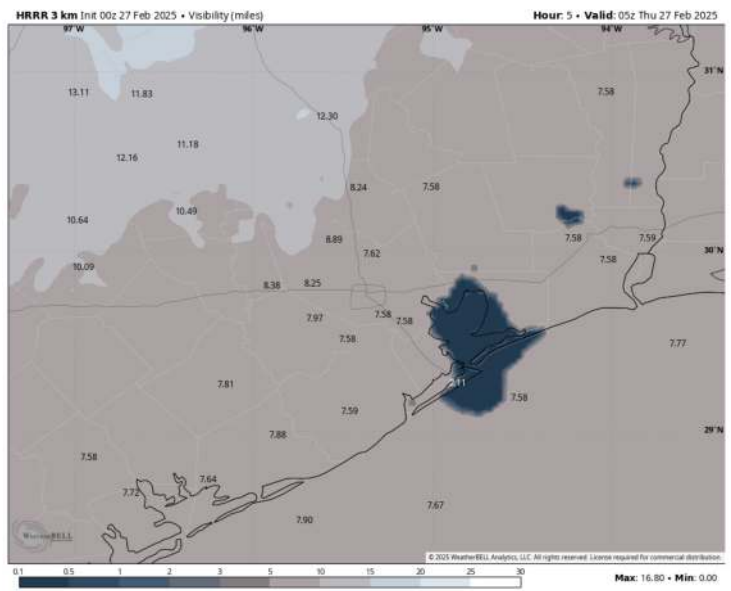 HRRR 3 km Init 00z 27 Feb 2025 • Visibility (miles)
Hour: 5 • Valid: 05z Thu 27 Feb 2025
97°W 96°W 95°W 94°W
31°N
13.11 11.83 7.58
12.30
11.18
12.16
8.24 7.58
10.49
10.64
8.89 7.58 7.59
30°N
7.62 7.58
10.09
8.38 8.25
7.97 7.58 7.58
7.58 7.77
7.81
7.58
7.59
7.88 29°N
7.58
7.64
7.72
7.67
7.90
WeatherBELL
© 2025 WeatherBELL Analytics, LLC. All rights reserved. License required for commercial distribution.
0.1 0.5 1 2 3 5 10 15 20 25 30
Max: 16.80 • Min: 0.00